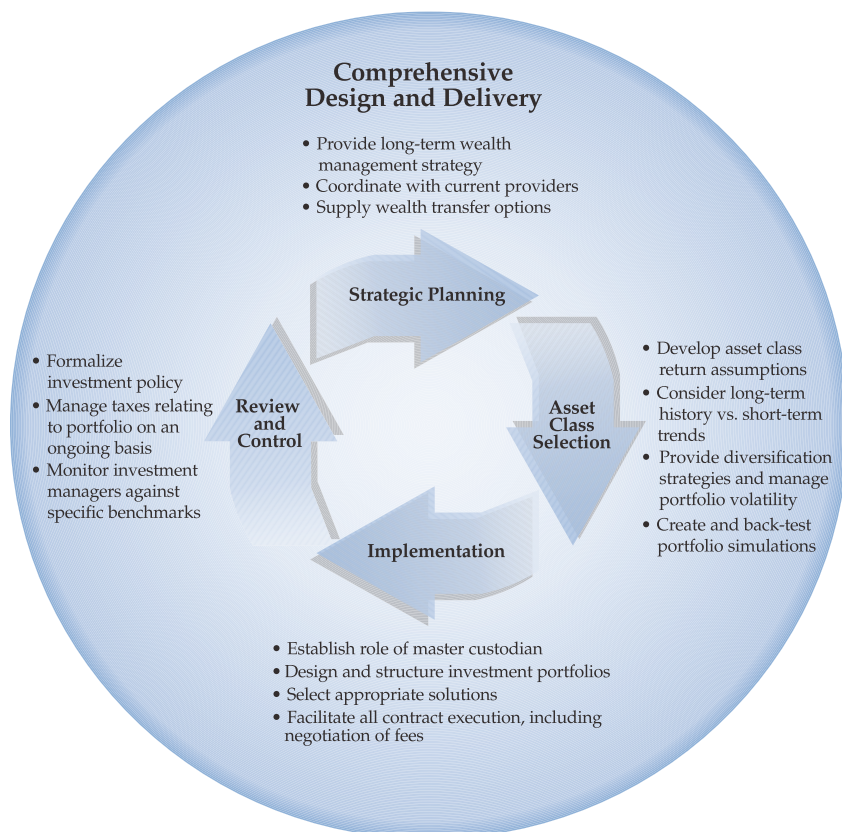 Comprehensive
Design and Delivery
• Provide long-term wealth
management strategy
• Coordinate with current providers
• Supply wealth transfer options
Strategic Planning
• Develop asset class
return assumptions
• Consider long-term
history vs. short-term
trends
• Provide diversification
strategies and manage
portfolio volatility
• Create and back-test
portfolio simulations
Asset
Class
Selection
Implementation
• Establish role of master custodian
• Design and structure investment portfolios
• Select appropriate solutions
• Facilitate all contract execution, including
negotiation of fees
Review
and
Control
• Formalize
investment policy
• Manage taxes relating
to portfolio on an
ongoing basis
• Monitor investment
managers against
specific benchmarks